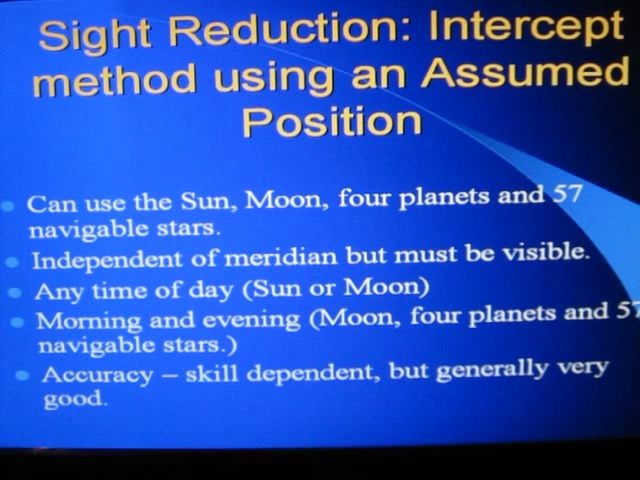 Sight Reduction: Intercept
method using an Assumed
Position
Can use the Sun, Moon, four planets and 57
navigable stars.
Independent of meridian but must be visible.
Any time of day (Sun or Moon)
Morning and evening (Moon, four planets and 57
navigable stars.)
Accuracy – skill dependent, but generally very
good.